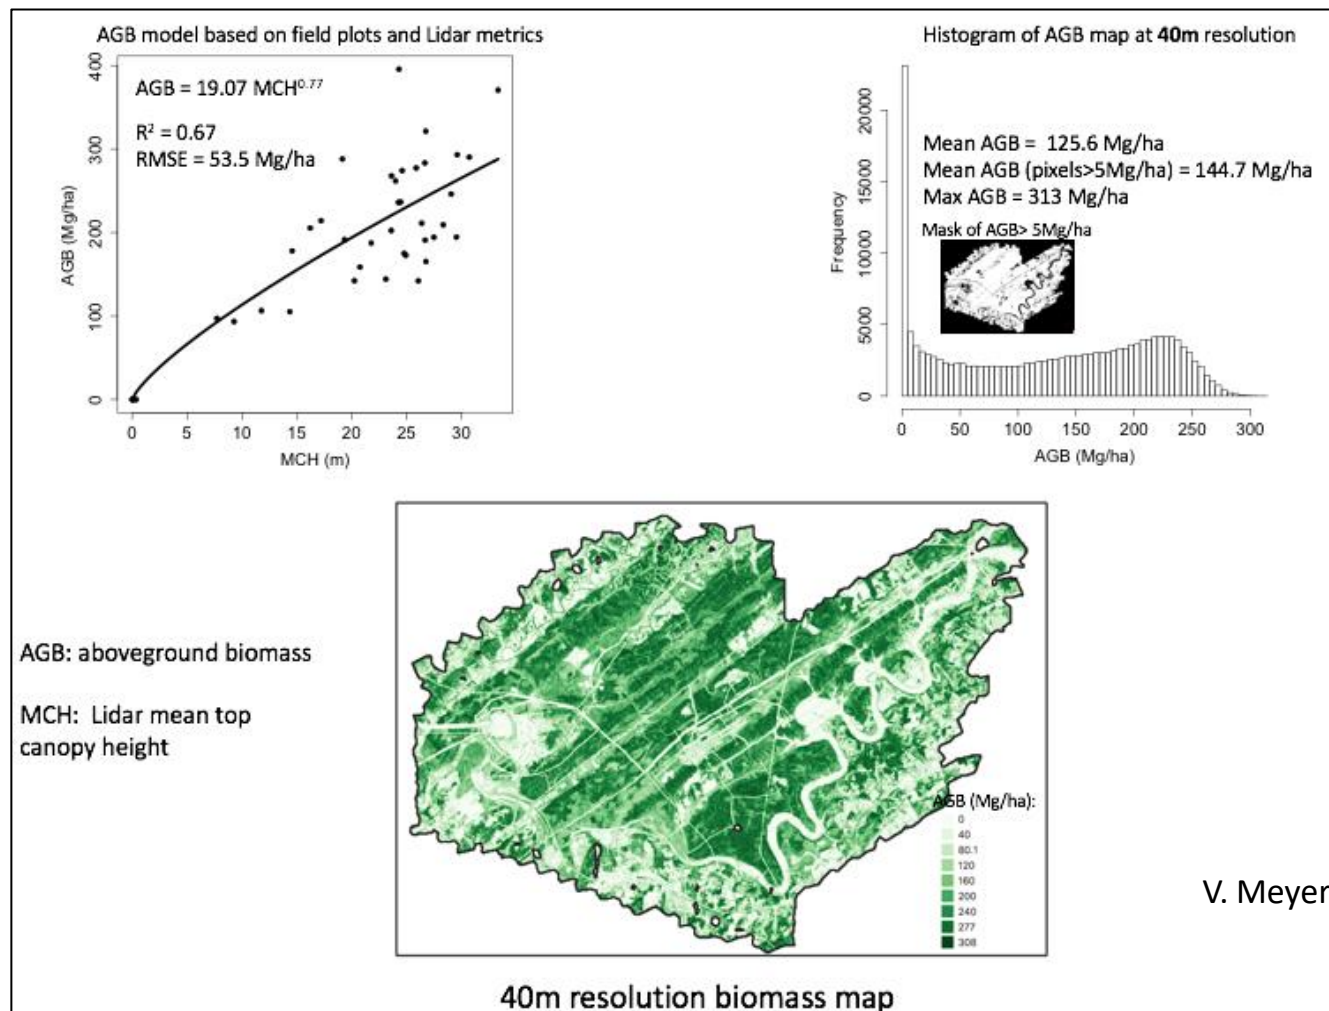 AGB model based on field plots and Lidar metrics
AGB = 19.07 MCH^0.77
R² = 0.67
RMSE = 53.5 Mg/ha
AGB (Mg/ha)
400
300
200
100
0
0 5 10 15 20 25 30
MCH (m)
Histogram of AGB map at 40m resolution
Mean AGB = 125.6 Mg/ha
Mean AGB (pixels>5Mg/ha) = 144.7 Mg/ha
Max AGB = 313 Mg/ha
Mask of AGB> 5Mg/ha
Frequency
20000
15000
10000
5000
0
0 50 100 150 200 250 300
AGB (Mg/ha)
AGB: aboveground biomass
MCH: Lidar mean top
canopy height
AGB (Mg/ha):
0
40
80.1
120
160
200
240
277
308
V. Meyer
40m resolution biomass map